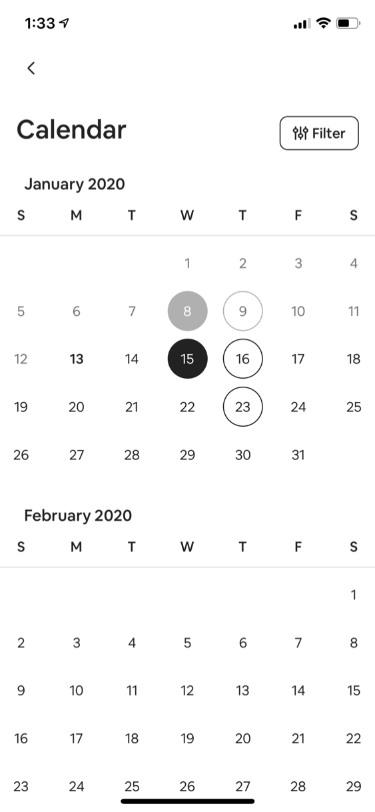 1:33
Calendar
Filter
January 2020
S M T W T F S
1 2 3 4
5 6 7 8 9 10 11
12 13 14 15 16 17 18
19 20 21 22 23 24 25
26 27 28 29 30 31
February 2020
S M T W T F S
1
2 3 4 5 6 7 8
9 10 11 12 13 14 15
16 17 18 19 20 21 22
23 24 25 26 27 28 29